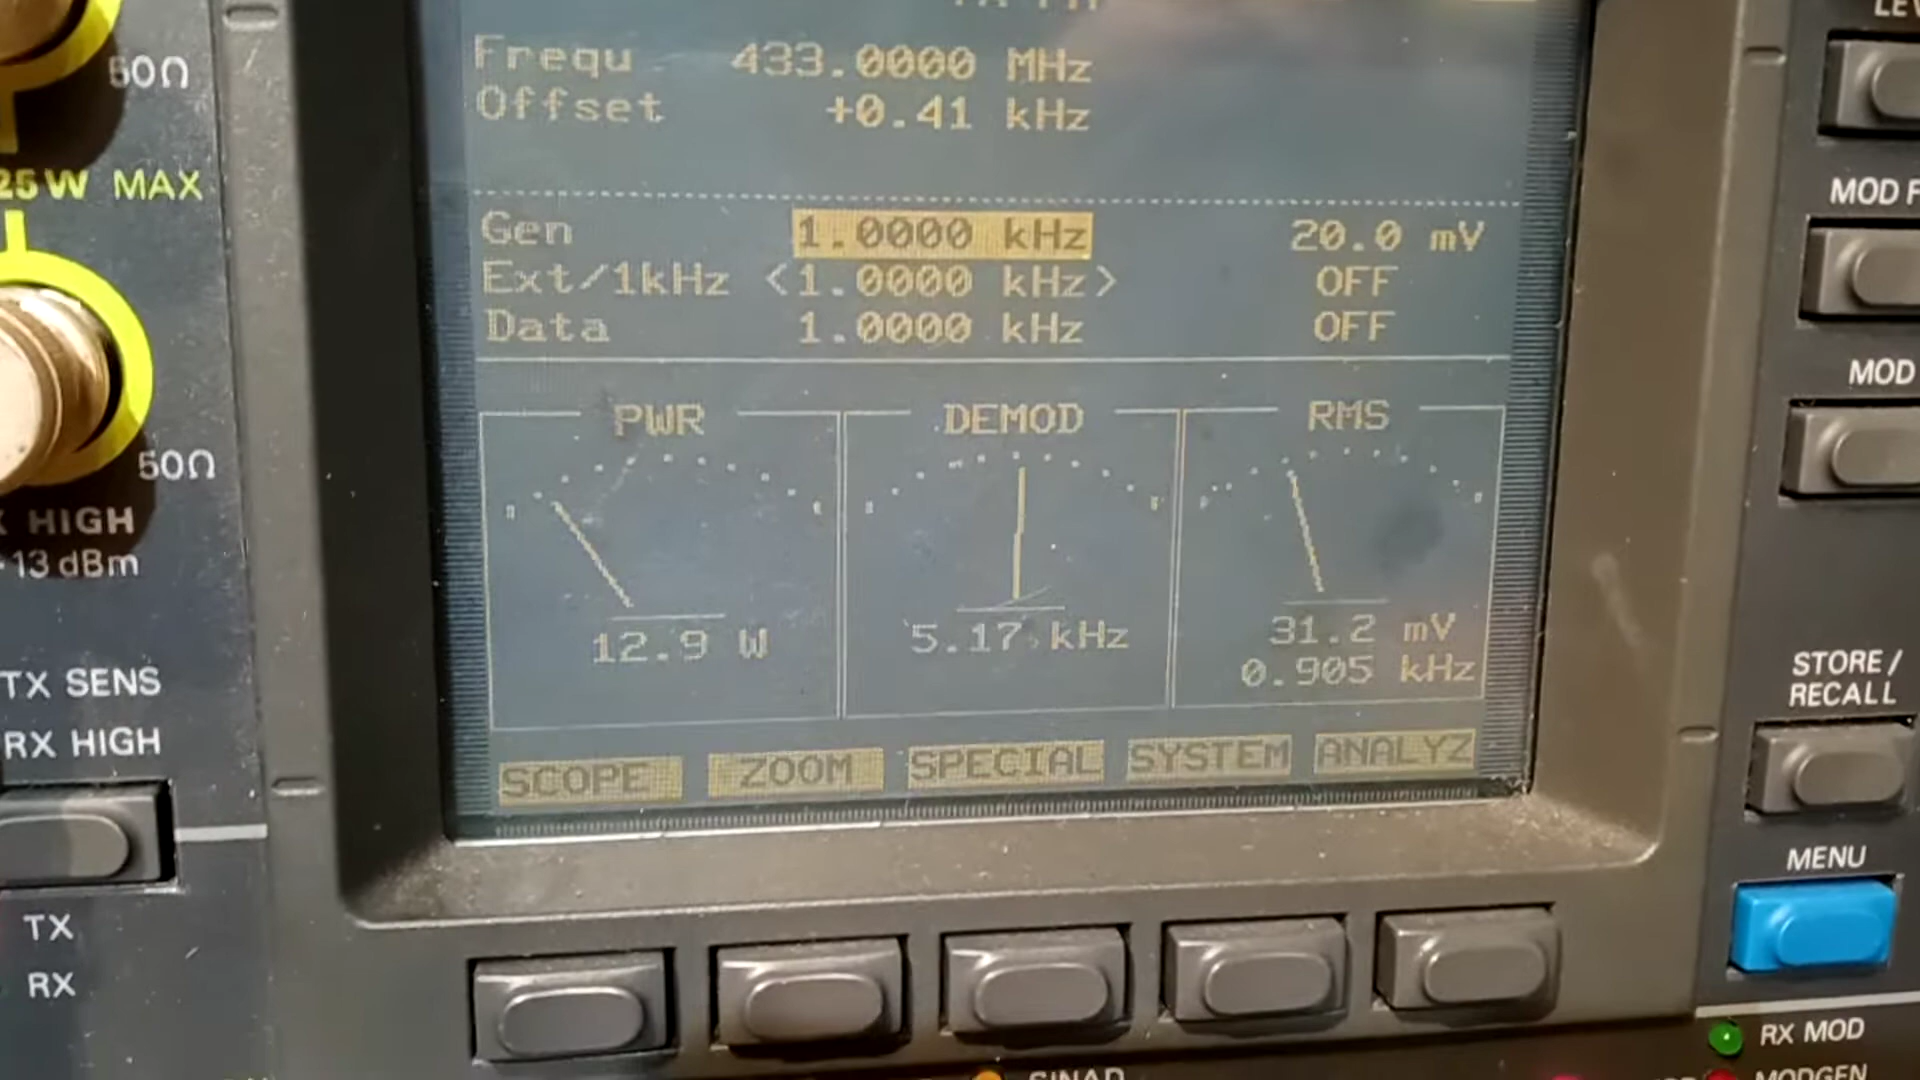 Frequ 433.0000 MHz
Offset +0.41 kHz
Gen 1.0000 kHz 20.0 mV
Ext/1kHz <1.0000 kHz> OFF
Data 1.0000 kHz OFF
PWR DEMOD RMS
12.9 W 5.17 kHz 31.2 mV
0.905 kHz
SCOPE ZOOM SPECIAL SYSTEM ANALYZ
50Ω
25W MAX
50Ω
HIGH
13 dBm
TX SENS
RX HIGH
TX
RX
MOD F
MOD
STORE/
RECALL
MENU
RX MOD
MODGEN
SINAD